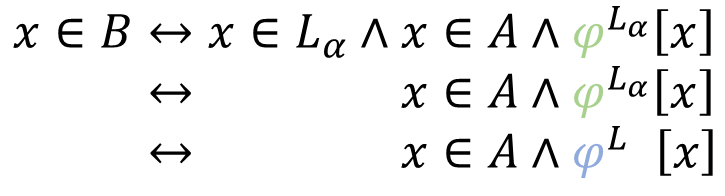 x ∈ B ↔ x ∈ L_α ∧ x ∈ A ∧ φ^{L_α}[x]
↔ x ∈ A ∧ φ^{L_α}[x]
↔ x ∈ A ∧ φ^L [x]